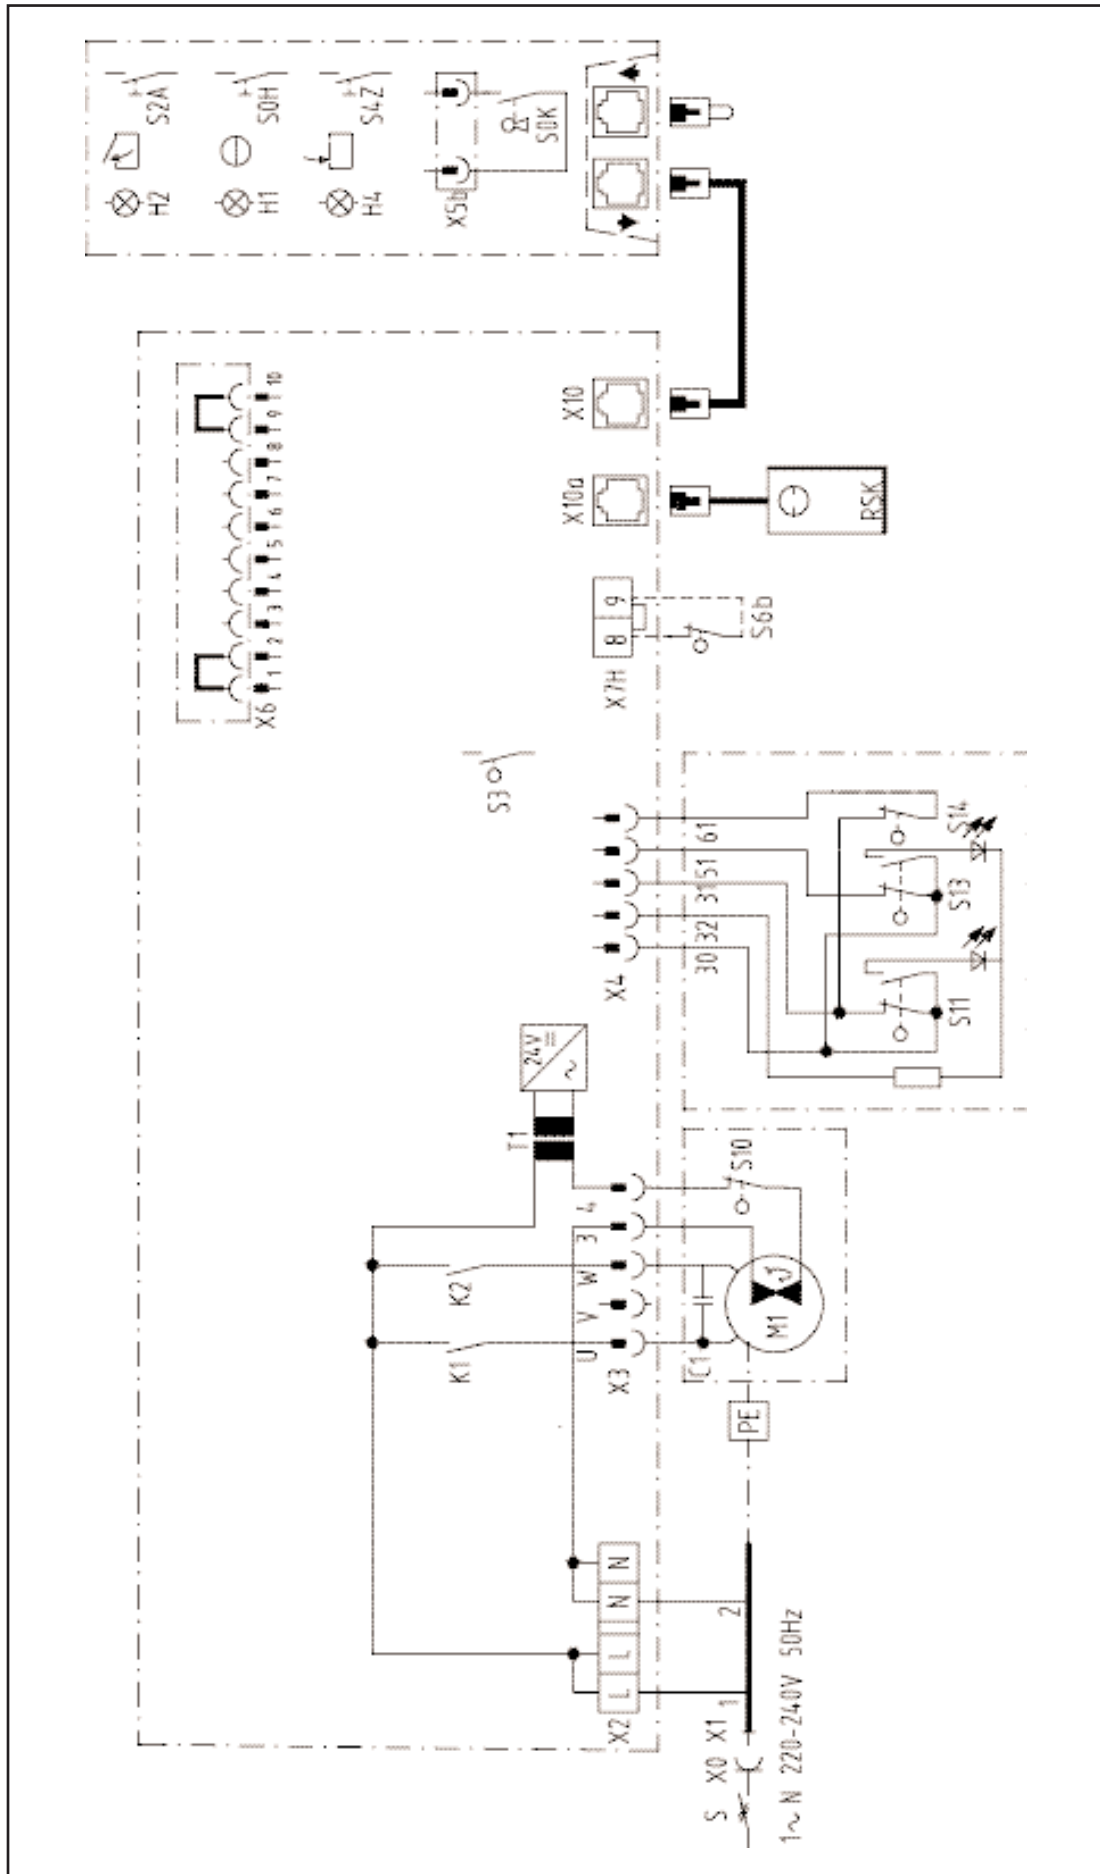 H2
S2A
H1
S0H
H4
S4Z
X5b
S0K
X6
1
2
3
4
5
6
7
8
9
10
X10
X10a
RSK
X7H
8
9
S6b
S3
X4
30
32
31
51
61
S11
S13
S14
24V
~
T1
X3
U
V
W
3
4
K1
K2
C1
M1
S10
PE
X2
L
L
N
N
1
2
S
X0
X1
1~ N 220-240V 50Hz